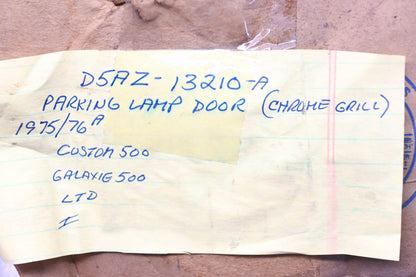 D5AZ-13210-A
PARKING LAMP DOOR (CHROME GRILL)
1975/76 A
CUSTOM 500
GALAXIE 500
LTD